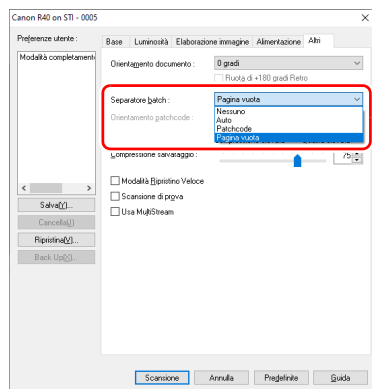 Canon R40 on STI - 0005
Preferenze utente :
Modalità completament
Salva(Y)...
Cancella(J)
Ripristina(V)...
Back Up(X)...
Base Luminosità Elaborazione immagine Alimentazione Altri
Orientamento documento : 0 gradi
Ruota di +180 gradi Retro
Separatore batch : Pagina vuota
Nessuno
Auto
Patchcode
Pagina vuota
Orientamento patchcode :
Compressione salvataggio : 75
Modalità Ripristino Veloce
Scansione di prova
Usa MultiStream
Scansione Annulla Predefinite Guida